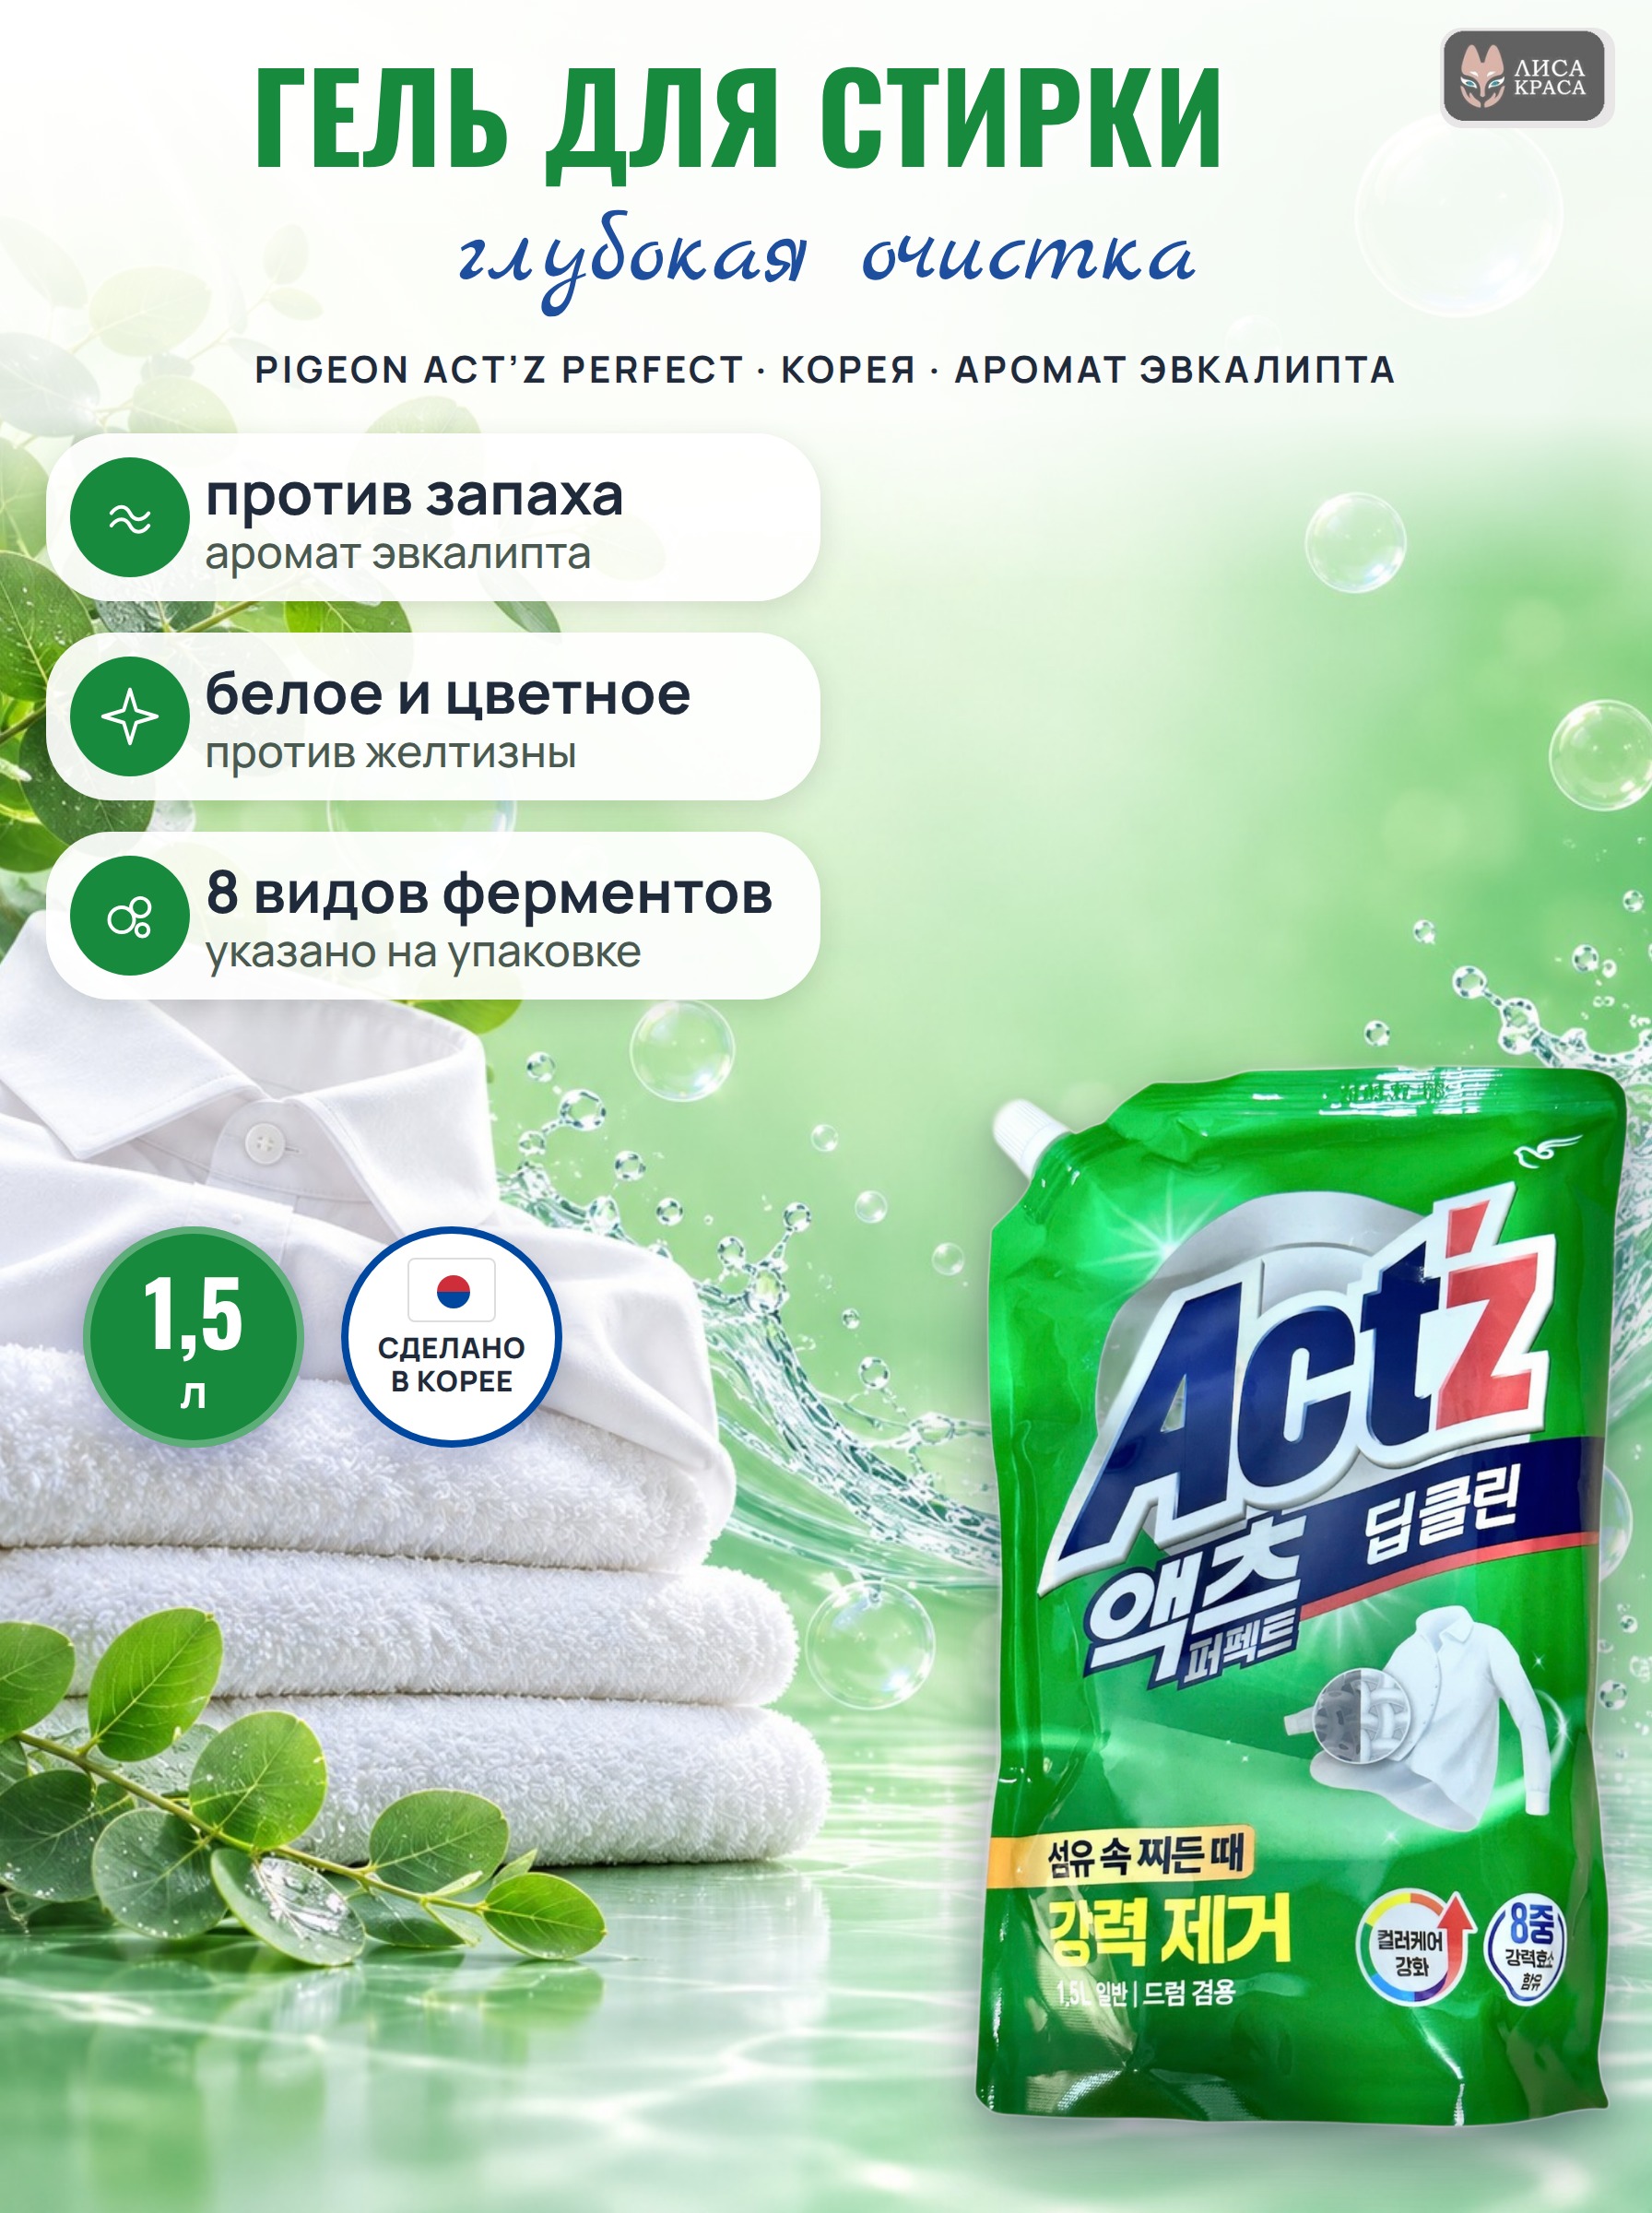 ЛИСА
КРАСА
ГЕЛЬ ДЛЯ СТИРКИ
глубокая очистка
PIGEON ACT’Z PERFECT · КОРЕЯ · АРОМАТ ЭВКАЛИПТА
против запаха
аромат эвкалипта
белое и цветное
против желтизны
8 видов ферментов
указано на упаковке
1,5
л
СДЕЛАНО
В КОРЕЕ
Act'z
딥클린
액츠
퍼펙트
섬유 속 찌든 때
강력 제거
1,5L 일반 | 드럼 겸용
컬러케어
강화
8중
강력효소
함유